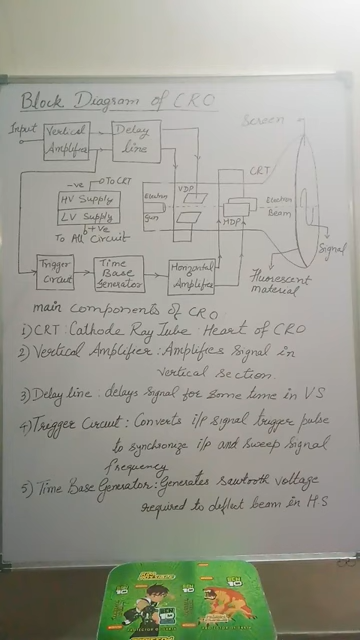 Block Diagram of CRO
Input
Vertical
Amplifier
Delay
line
Screen
CRT
-ve To CRT
HV Supply
LV Supply
+ve
To All Circuit
Electron
Gun
VDP
HDP
Electron
Beam
Signal
Fluorescent
material
Trigger
Circuit
Time
Base
Generator
Horizontal
Amplifier
main components of CRO
1) CRT : Cathode Ray Tube : Heart of CRO
2) Vertical Amplifier : Amplifies signal in
vertical section.
3) Delay line : delays signal for some time in VS
4) Trigger Circuit : Converts i/p signal trigger pulse
to synchronize i/p and sweep signal
frequency
5) Time Base Generator : Generates sawtooth voltage
required to deflect beam in H.S
BEN
10
BEN
10